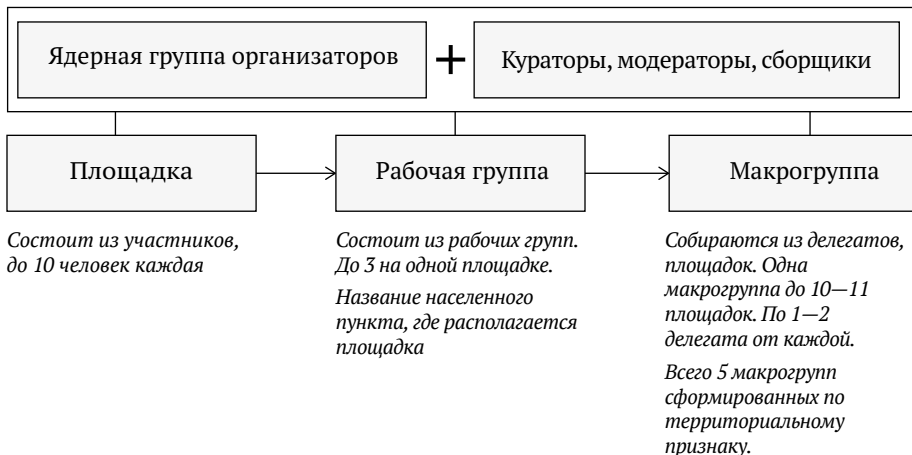 Ядерная группа организаторов
+
Кураторы, модераторы, сборщики
Площадка
Рабочая группа
Макрогруппа
Состоит из участников,
до 10 человек каждая
Состоит из рабочих групп.
До 3 на одной площадке.
Название населенного
пункта, где располагается
площадка
Собираются из делегатов,
площадок. Одна
макрогруппа до 10—11
площадок. По 1—2
делегата от каждой.
Всего 5 макрогрупп
сформированных по
территориальному
признаку.